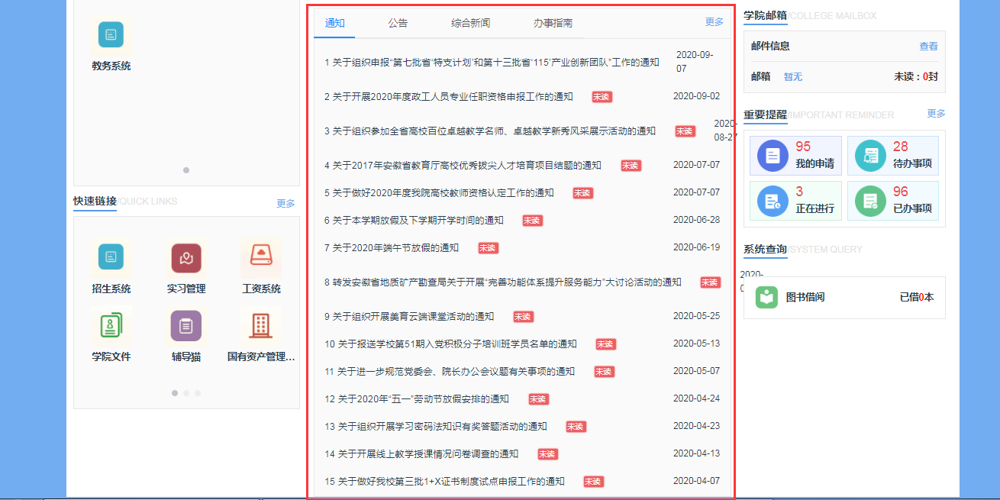 教务系统
快速链接/QUICK LINKS
更多
招生系统
实习管理
工资系统
学院文件
辅导猫
国有资产管理...
通知
公告
综合新闻
办事指南
更多
1 关于组织申报“第七批省‘特支计划’和第十三批省‘115’产业创新团队”工作的通知
2020-09-
07
2 关于开展2020年度政工人员专业任职资格申报工作的通知 未读 2020-09-02
3 关于组织参加全省高校百位卓越教学名师、卓越教学新秀风采展示活动的通知 未读
2020-
08-27
4 关于2017年安徽省教育厅高校优秀拔尖人才培育项目结题的通知 未读 2020-07-07
5 关于做好2020年度我院高校教师资格认定工作的通知 未读 2020-07-07
6 关于本学期放假及下学期开学时间的通知 未读 2020-06-28
7 关于2020年端午节放假的通知 未读 2020-06-19
8 转发安徽省地质矿产勘查局关于开展“完善功能体系提升服务能力”大讨论活动的通知 未读
2020-
9 关于组织开展美育云端课堂活动的通知 未读 2020-05-25
10 关于报送学校第51期入党积极分子培训班学员名单的通知 未读 2020-05-13
11 关于进一步规范党委会、院长办公会议题有关事项的通知 未读 2020-05-07
12 关于2020年“五一”劳动节放假安排的通知 未读 2020-04-24
13 关于组织开展学习密码法知识有奖答题活动的通知 未读 2020-04-23
14 关于开展线上教学授课情况问卷调查的通知 未读 2020-04-13
15 关于做好我校第三批1+X证书制度试点申报工作的通知 未读 2020-04-07
学院邮箱/COLLEGE MAILBOX
邮件信息 查看
邮箱 暂无 未读：0封
重要提醒/IMPORTANT REMINDER
更多
95
我的申请
28
待办事项
3
正在进行
96
已办事项
系统查询/SYSTEM QUERY
图书借阅 已借0本